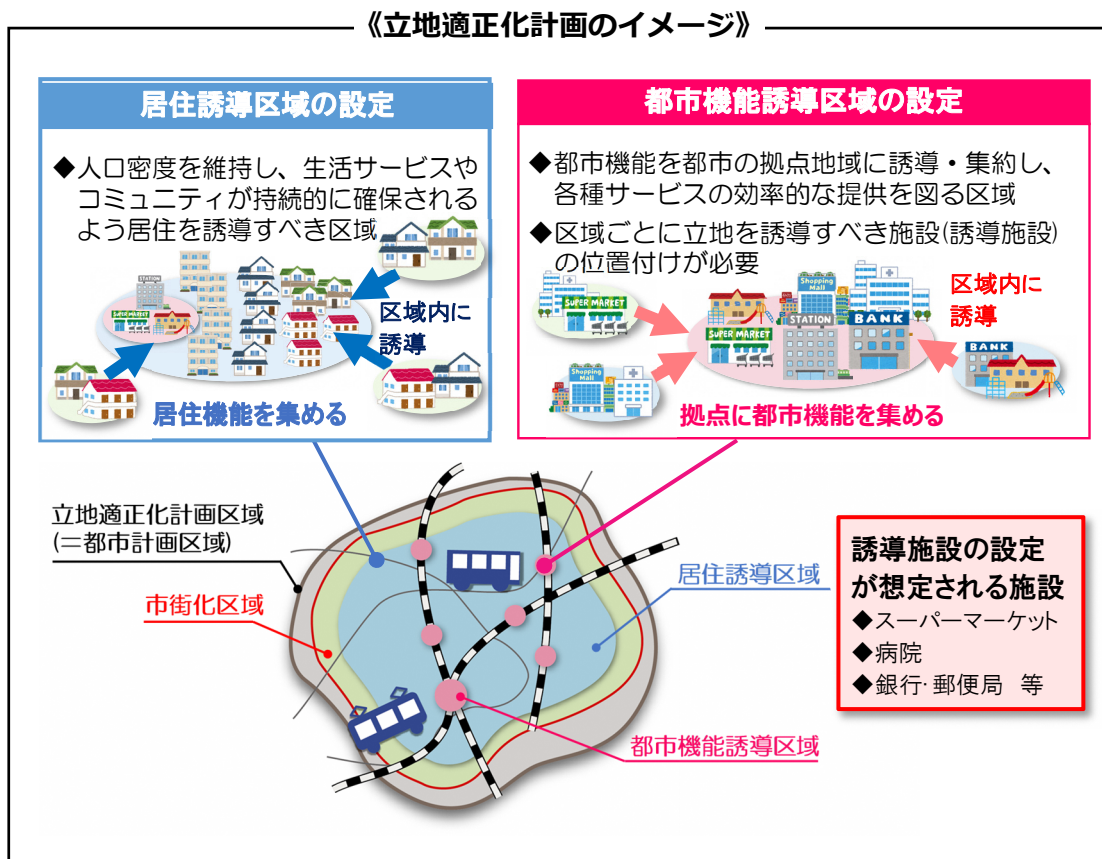 《立地適正化計画のイメージ》
居住誘導区域の設定
◆人口密度を維持し、生活サービスや
コミュニティが持続的に確保される
よう居住を誘導すべき区域
STATION
SUPER MARKET
区域内に
誘導
居住機能を集める
都市機能誘導区域の設定
◆都市機能を都市の拠点地域に誘導・集約し、
各種サービスの効率的な提供を図る区域
◆区域ごとに立地を誘導すべき施設(誘導施設)
の位置付けが必要
SUPER MARKET
Shopping
Mall
STATION
BANK
SUPER MARKET
区域内に
誘導
BANK
Shopping
Mall
拠点に都市機能を集める
立地適正化計画区域
(＝都市計画区域)
市街化区域
居住誘導区域
都市機能誘導区域
誘導施設の設定
が想定される施設
◆スーパーマーケット
◆病院
◆銀行・郵便局　等